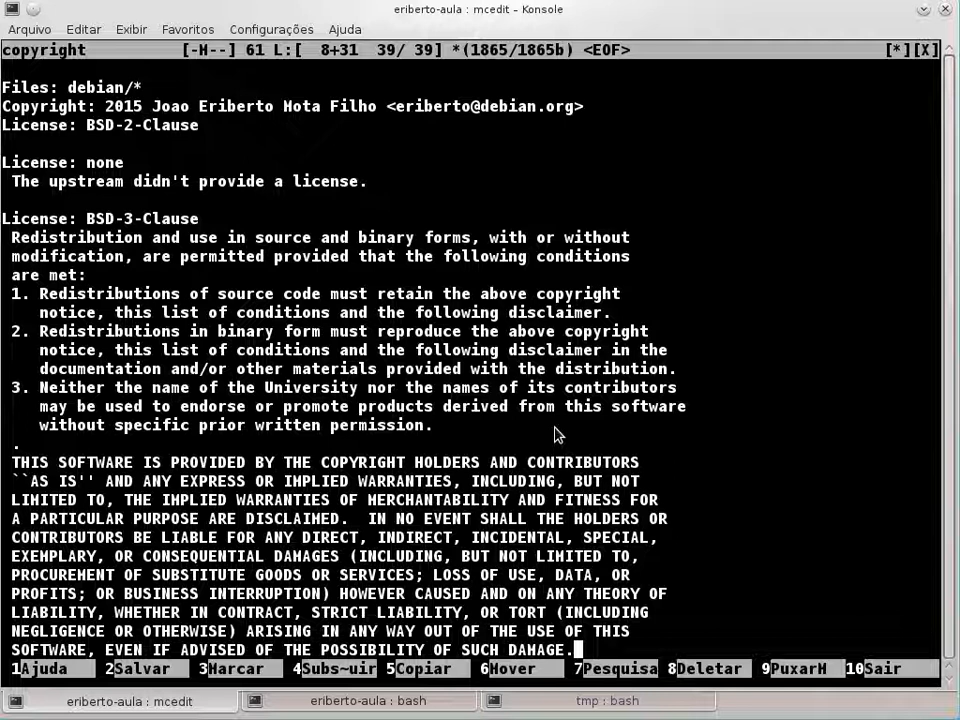 eriberto-aula : mcedit – Konsole
Arquivo Editar Exibir Favoritos Configurações Ajuda
copyright [-H--] 61 L:[ 8+31 39/ 39] *(1865/1865b) <EOF> [*][X]
Files: debian/*
Copyright: 2015 Joao Eriberto Mota Filho <eriberto@debian.org>
License: BSD-2-Clause
License: none
The upstream didn't provide a license.
License: BSD-3-Clause
Redistribution and use in source and binary forms, with or without
modification, are permitted provided that the following conditions
are met:
1. Redistributions of source code must retain the above copyright
notice, this list of conditions and the following disclaimer.
2. Redistributions in binary form must reproduce the above copyright
notice, this list of conditions and the following disclaimer in the
documentation and/or other materials provided with the distribution.
3. Neither the name of the University nor the names of its contributors
may be used to endorse or promote products derived from this software
without specific prior written permission.
.
THIS SOFTWARE IS PROVIDED BY THE COPYRIGHT HOLDERS AND CONTRIBUTORS
``AS IS'' AND ANY EXPRESS OR IMPLIED WARRANTIES, INCLUDING, BUT NOT
LIMITED TO, THE IMPLIED WARRANTIES OF MERCHANTABILITY AND FITNESS FOR
A PARTICULAR PURPOSE ARE DISCLAIMED.  IN NO EVENT SHALL THE HOLDERS OR
CONTRIBUTORS BE LIABLE FOR ANY DIRECT, INDIRECT, INCIDENTAL, SPECIAL,
EXEMPLARY, OR CONSEQUENTIAL DAMAGES (INCLUDING, BUT NOT LIMITED TO,
PROCUREMENT OF SUBSTITUTE GOODS OR SERVICES; LOSS OF USE, DATA, OR
PROFITS; OR BUSINESS INTERRUPTION) HOWEVER CAUSED AND ON ANY THEORY OF
LIABILITY, WHETHER IN CONTRACT, STRICT LIABILITY, OR TORT (INCLUDING
NEGLIGENCE OR OTHERWISE) ARISING IN ANY WAY OUT OF THE USE OF THIS
SOFTWARE, EVEN IF ADVISED OF THE POSSIBILITY OF SUCH DAMAGE.
1Ajuda 2Salvar 3Marcar 4Subs~uir 5Copiar 6Mover 7Pesquisa 8Deletar 9PuxarM 10Sair
eriberto-aula : mcedit eriberto-aula : bash tmp : bash